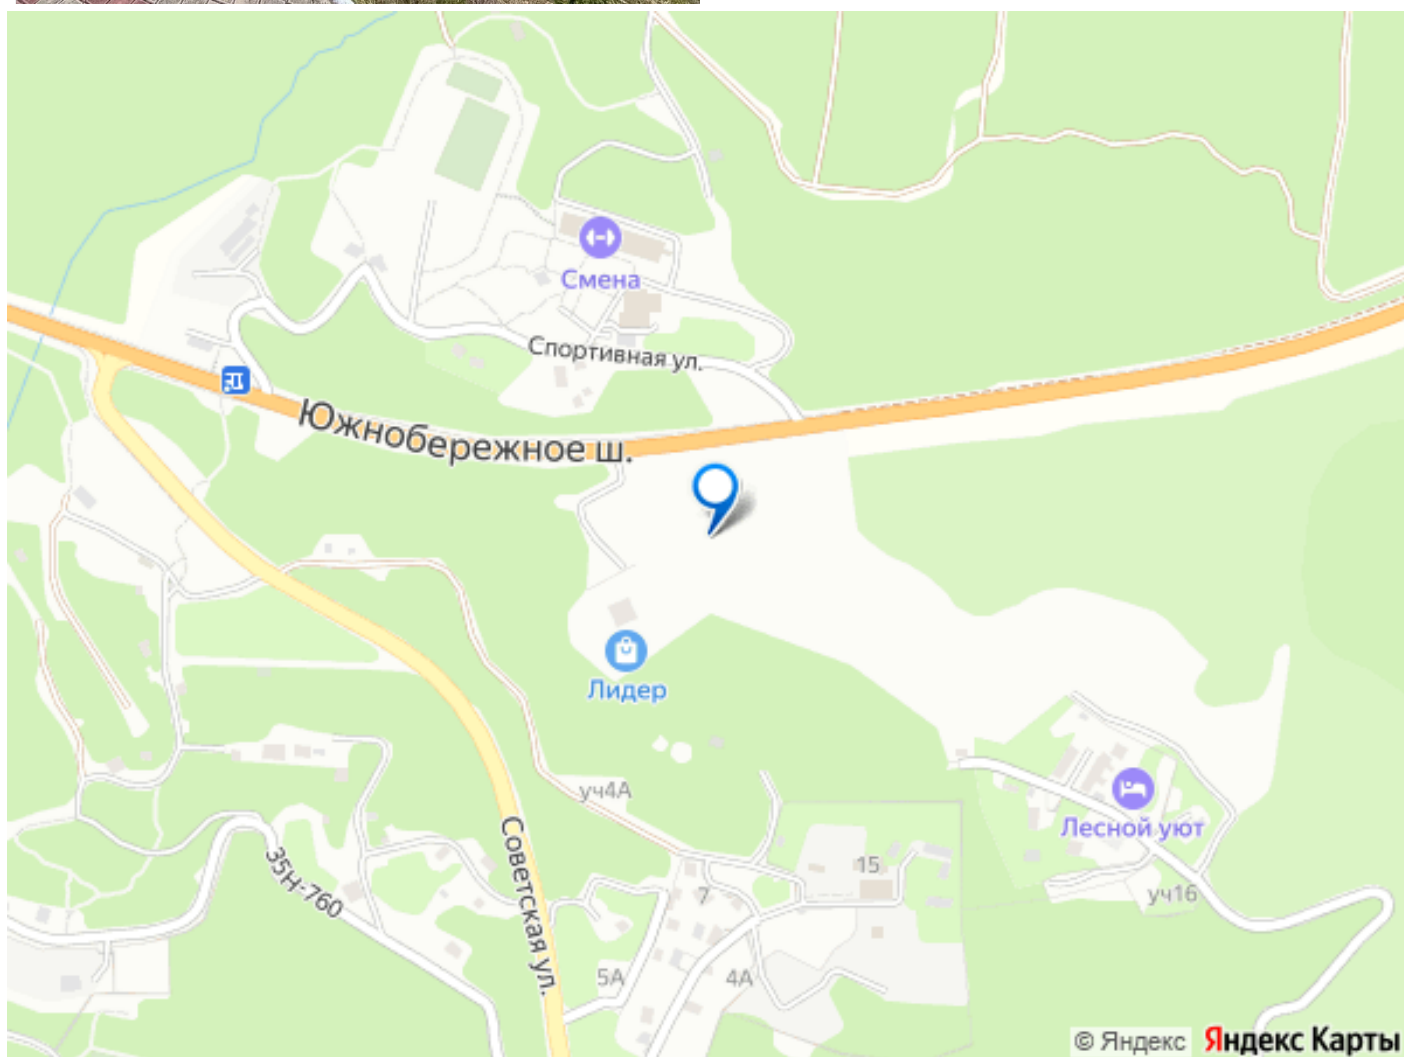 Смена
Спортивная ул.
Южнобережное ш.
Лидер
уч4А
Лесной уют
Советская ул.
35Н-760
15
7
уч16
5А
4А
© Яндекс Яндекс Карты